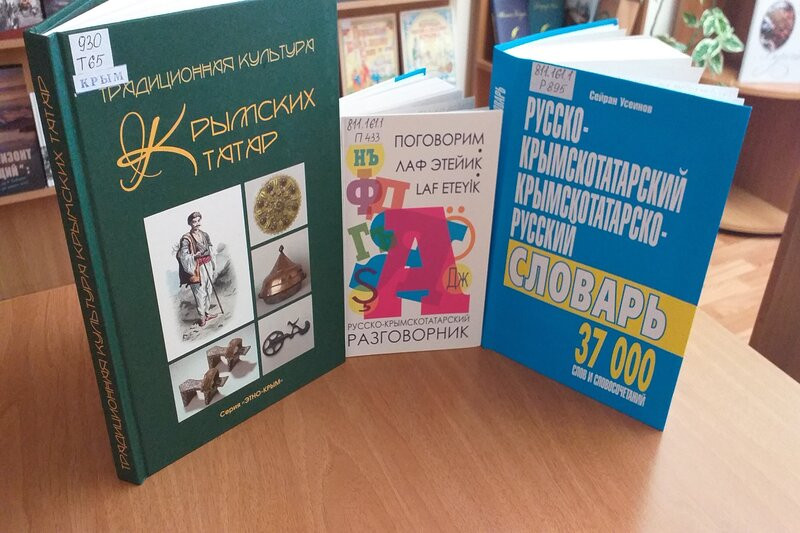 930
Т65
КРЫМ
ТРАДИЦИОННАЯ КУЛЬТУРА
КРЫМСКИХ
ТАТАР
Серия «ЭТНО-КРЫМ»
ТРАДИЦИОННАЯ КУЛЬТУРА КРЫМСКИХ ТАТАР
811.161.1
П 433
ПОГОВОРИМ
ЛАФ ЭТЕЙИК
LAF ETEYİK
НЪ
Ф
П
Г
Ö
А
Ş
Дж
РУССКО-КРЫМСКОТАТАРСКИЙ
РАЗГОВОРНИК
811.161.1
Р 895
Сейран Усеинов
РУССКО-
КРЫМСКОТАТАРСКИЙ
КРЫМСКОТАТАРСКО-
РУССКИЙ
СЛОВАРЬ
37 000
СЛОВ И СЛОВОСОЧЕТАНИЙ